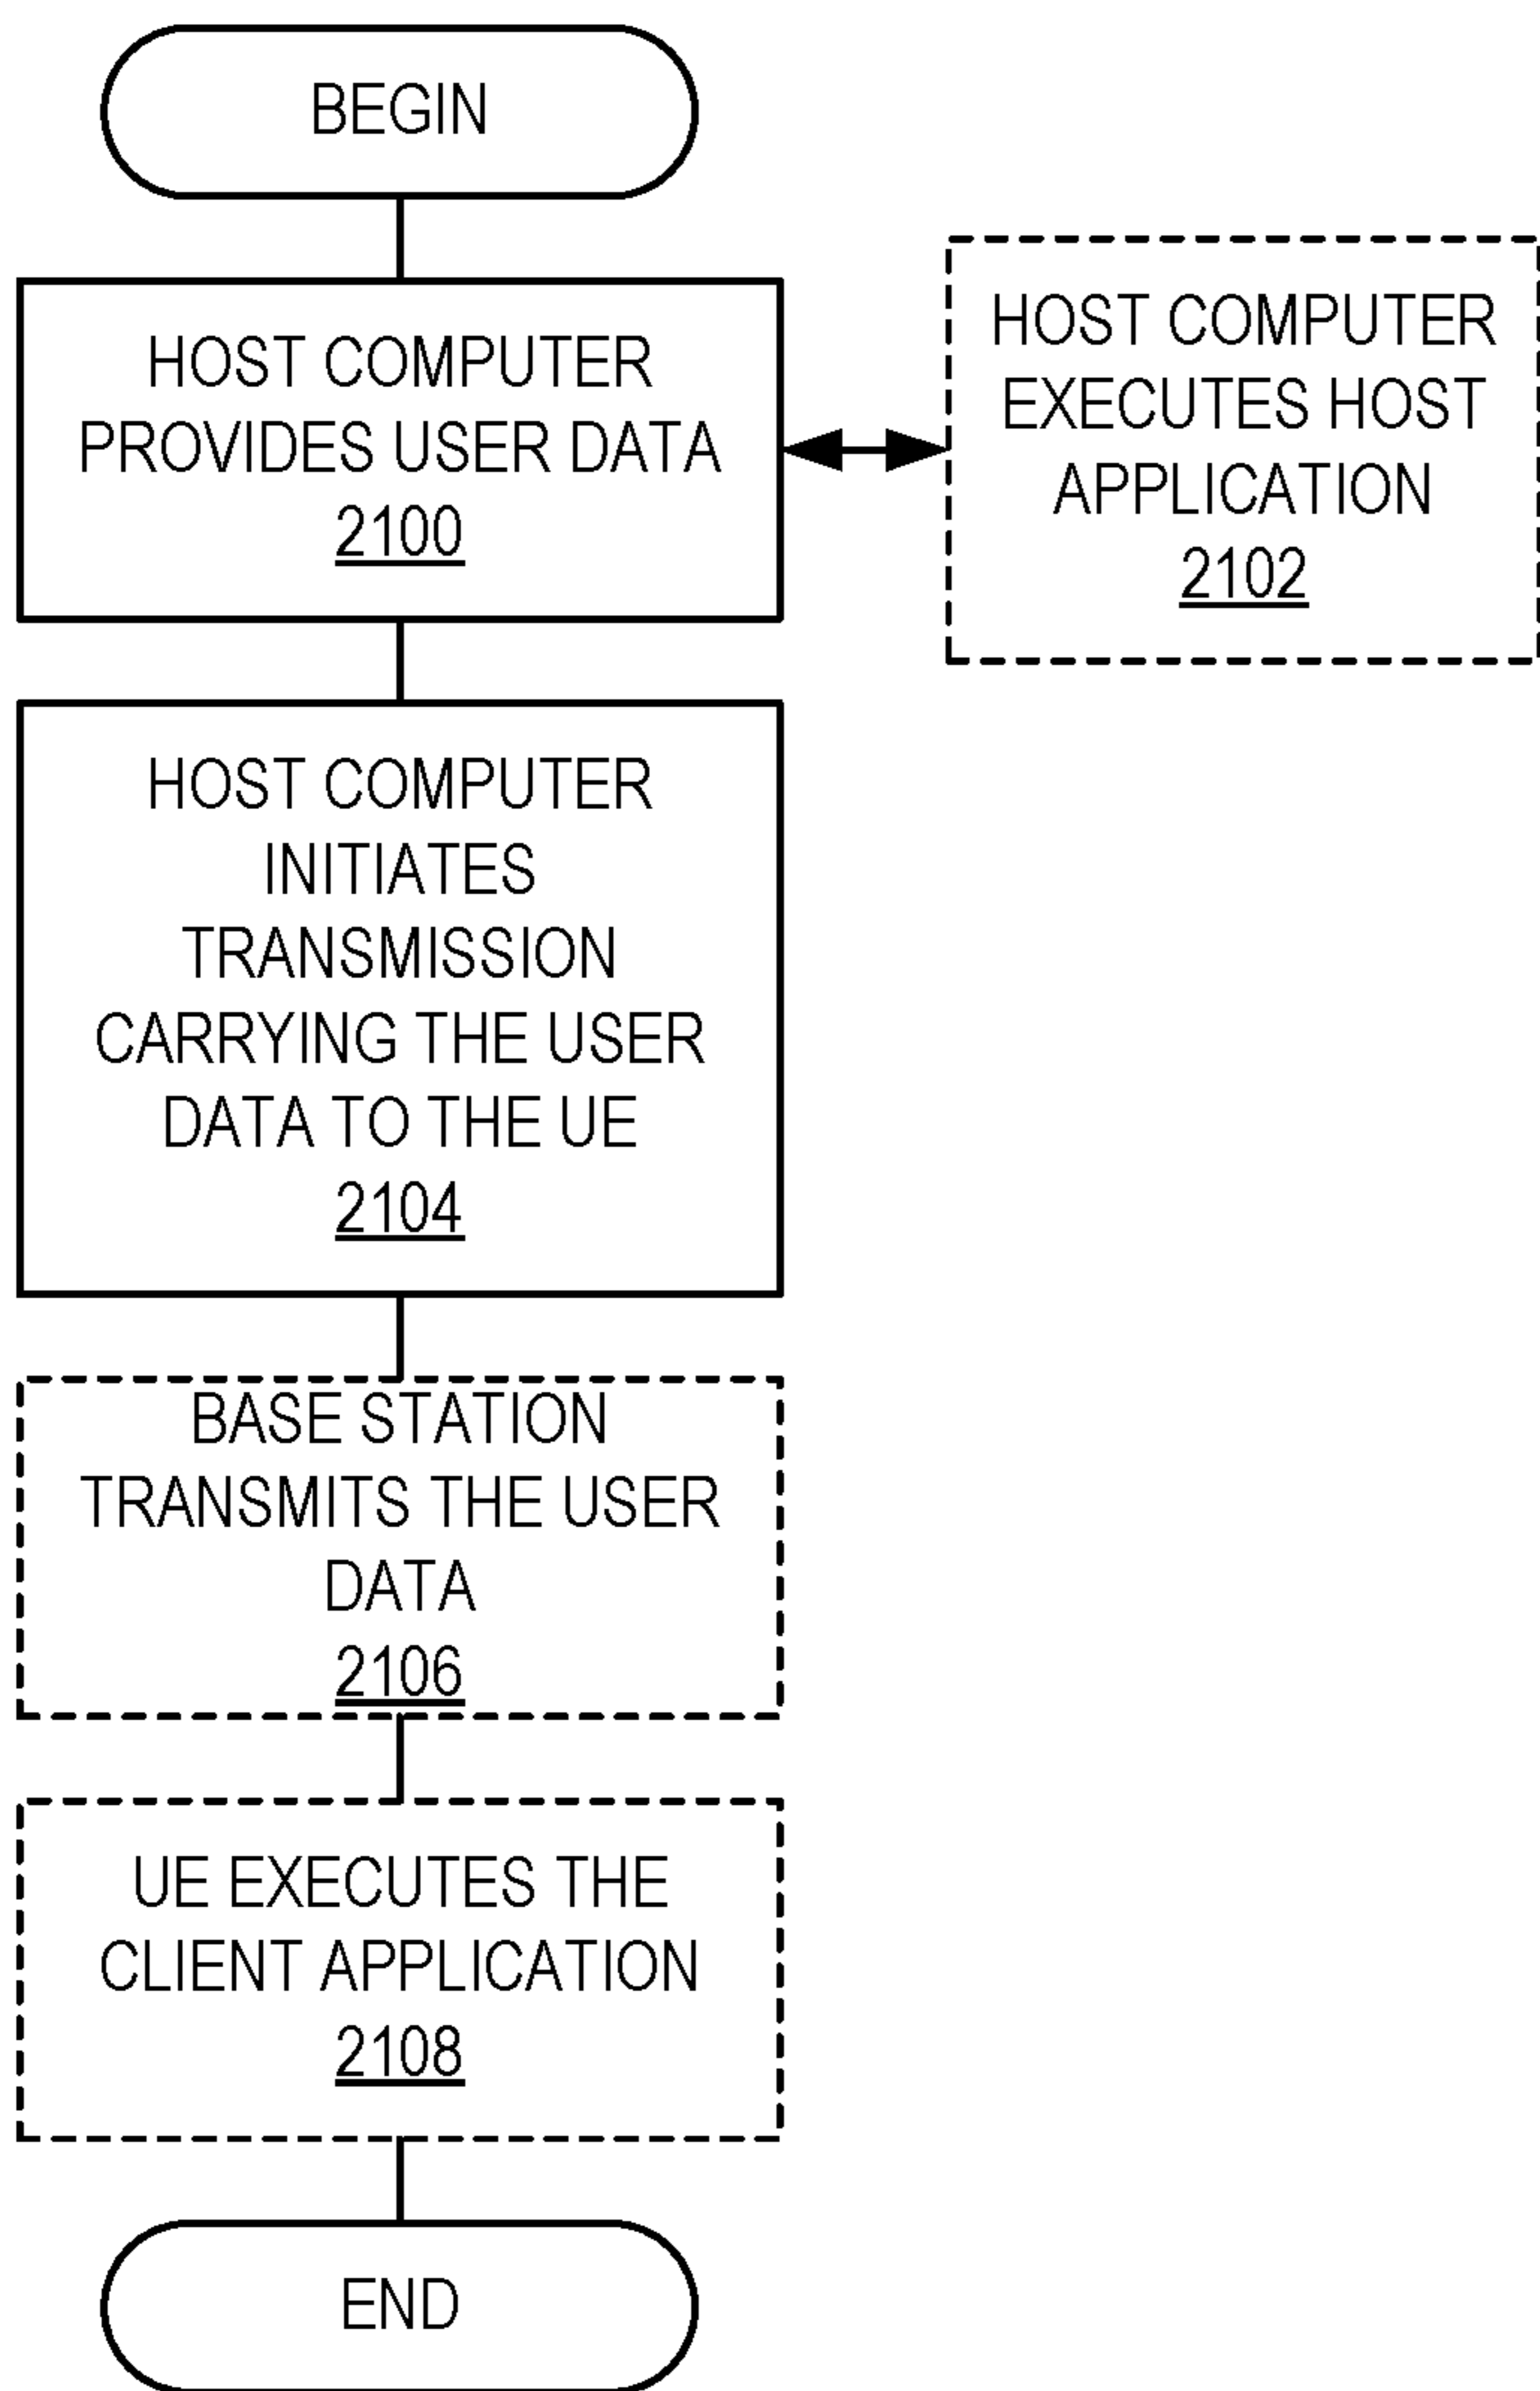 BEGIN
HOST COMPUTER
PROVIDES USER DATA
2100
HOST COMPUTER
EXECUTES HOST
APPLICATION
2102
HOST COMPUTER
INITIATES
TRANSMISSION
CARRYING THE USER
DATA TO THE UE
2104
BASE STATION
TRANSMITS THE USER
DATA
2106
UE EXECUTES THE
CLIENT APPLICATION
2108
END